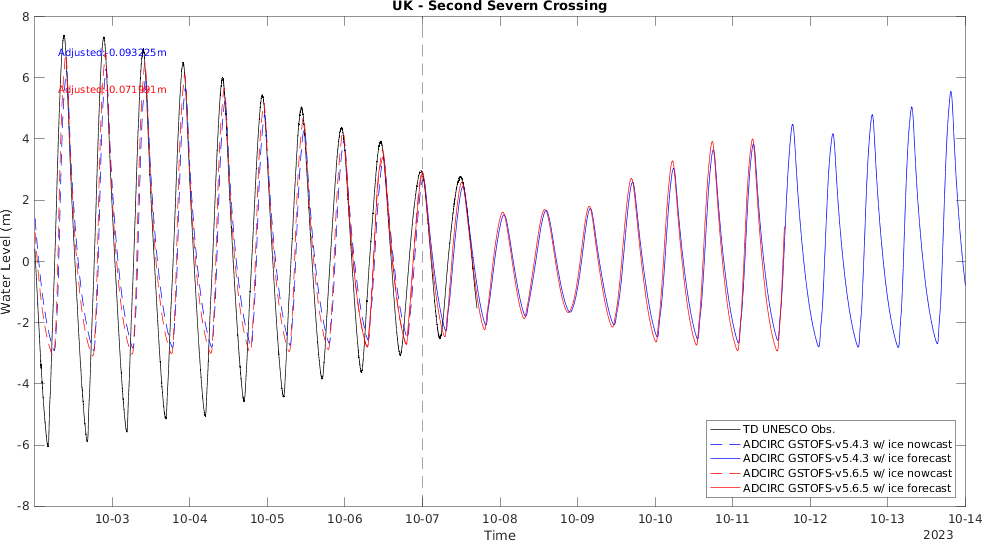 UK - Second Severn Crossing
8
6
4
2
0
-2
-4
-6
-8
Water Level (m)
Adjusted:-0.093225m
Adjusted:-0.071991m
TD UNESCO Obs.
ADCIRC GSTOFS-v5.4.3 w/ ice nowcast
ADCIRC GSTOFS-v5.4.3 w/ ice forecast
ADCIRC GSTOFS-v5.6.5 w/ ice nowcast
ADCIRC GSTOFS-v5.6.5 w/ ice forecast
10-03 10-04 10-05 10-06 10-07 10-08 10-09 10-10 10-11 10-12 10-13 10-14
Time
2023